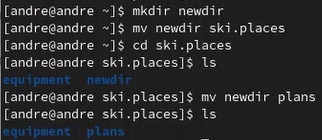 [andre@andre ~]$ mkdir newdir
[andre@andre ~]$ mv newdir ski.places
[andre@andre ~]$ cd ski.places
[andre@andre ski.places]$ ls
equipment  newdir
[andre@andre ski.places]$ mv newdir plans
[andre@andre ski.places]$ ls
equipment  plans